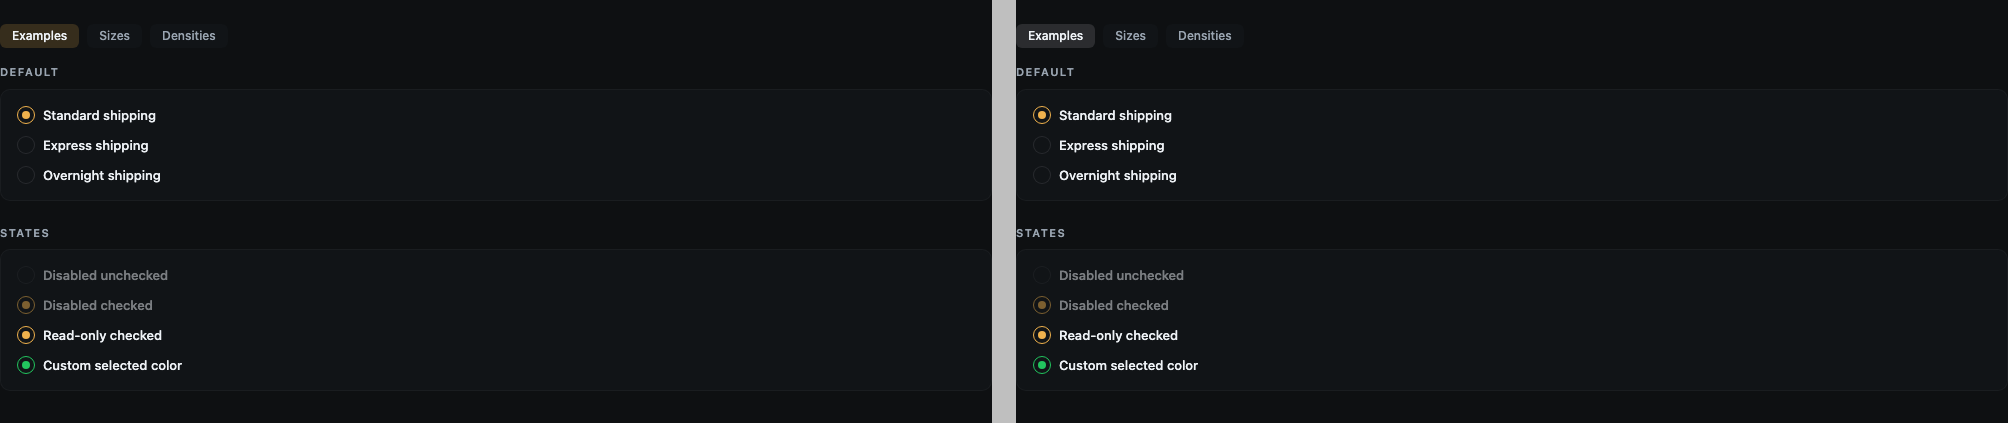 Examples Sizes Densities
DEFAULT
Standard shipping
Express shipping
Overnight shipping
STATES
Disabled unchecked
Disabled checked
Read-only checked
Custom selected color
Examples Sizes Densities
DEFAULT
Standard shipping
Express shipping
Overnight shipping
STATES
Disabled unchecked
Disabled checked
Read-only checked
Custom selected color